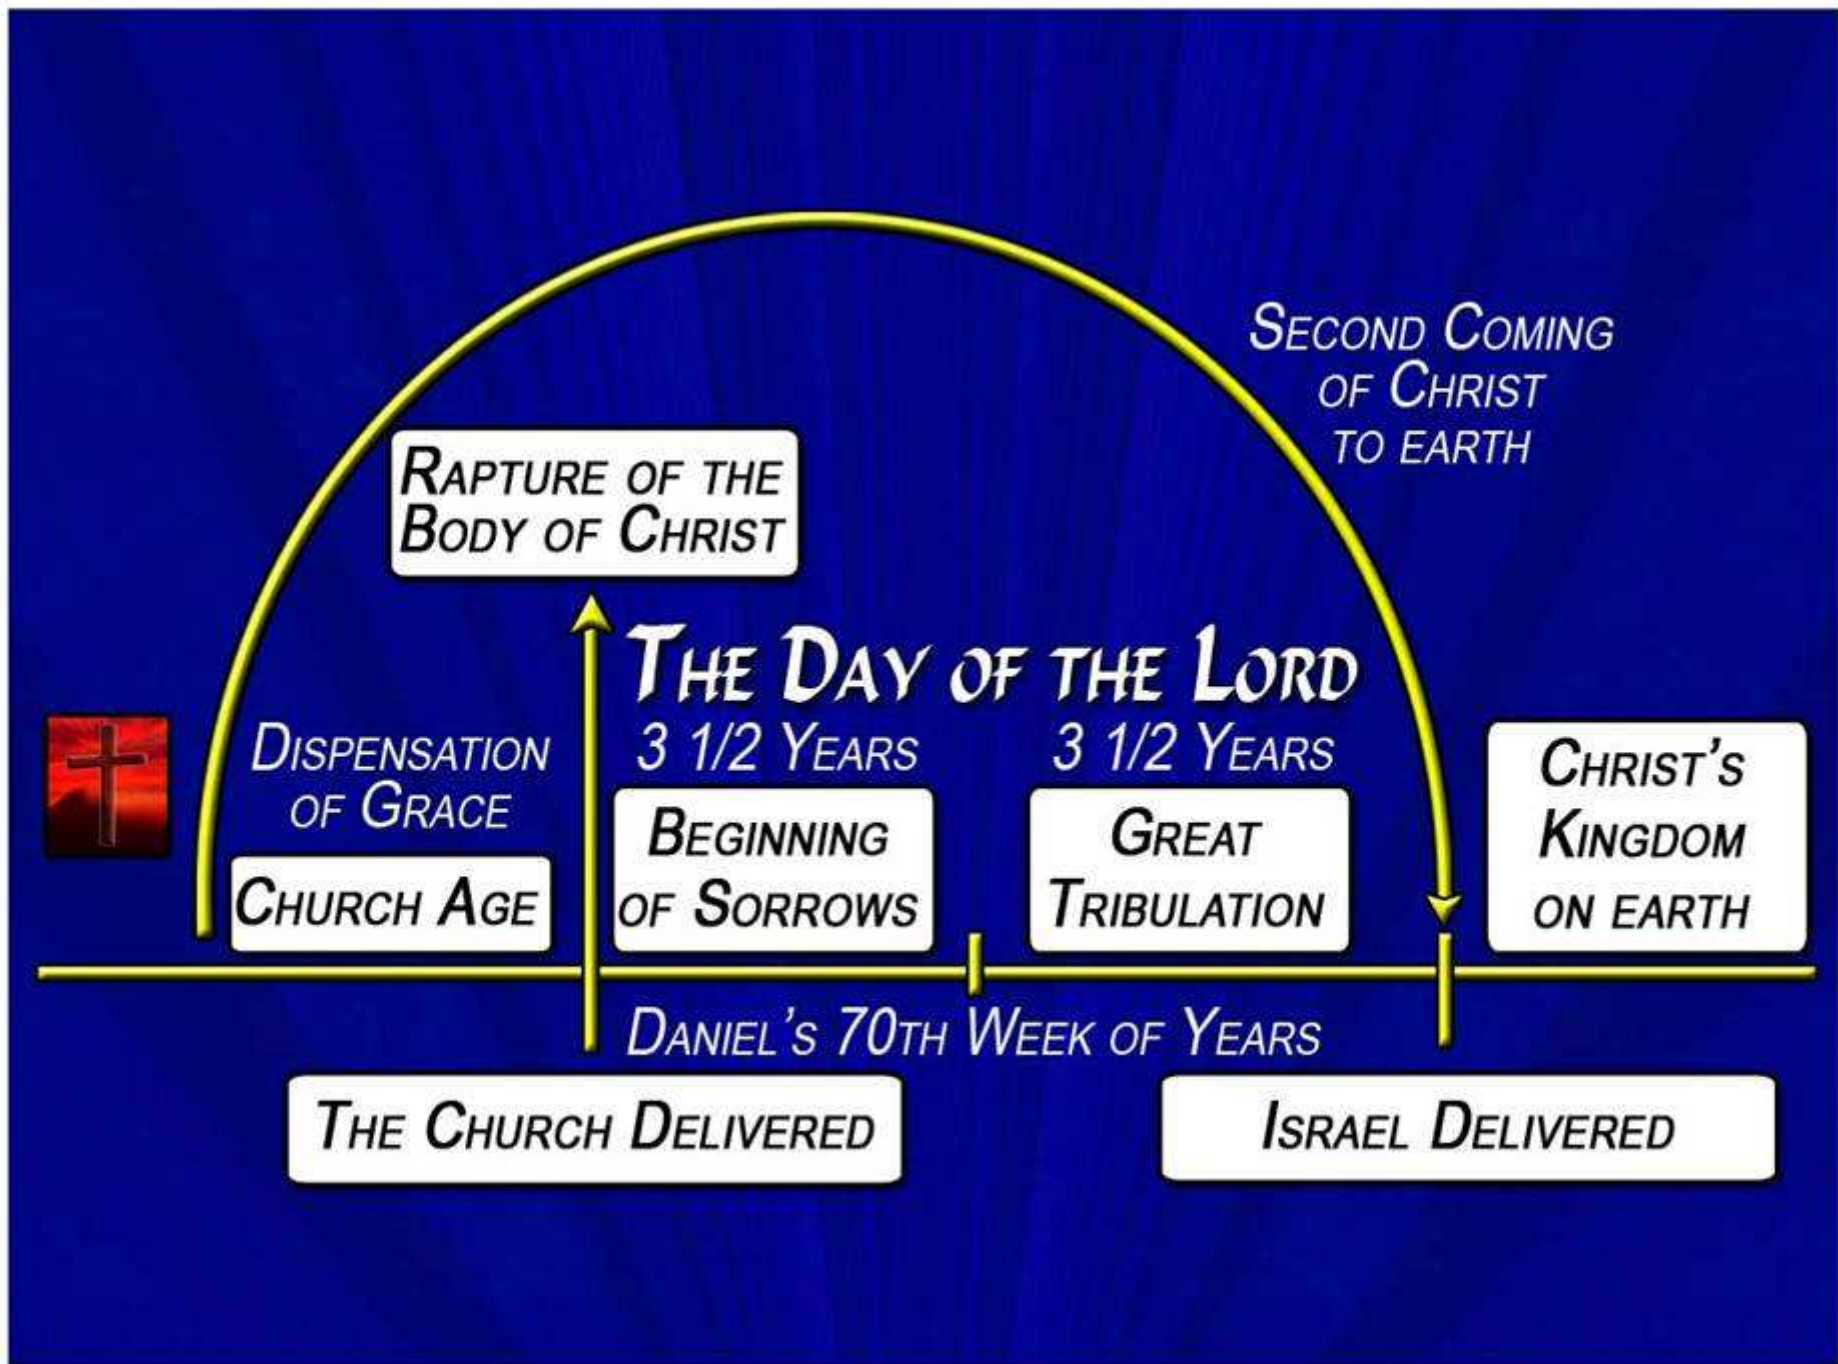 SECOND COMING
OF CHRIST
TO EARTH
RAPTURE OF THE
BODY OF CHRIST
THE DAY OF THE LORD
DISPENSATION
OF GRACE
CHURCH AGE
3 1/2 YEARS
BEGINNING
OF SORROWS
3 1/2 YEARS
GREAT
TRIBULATION
CHRIST'S
KINGDOM
ON EARTH
DANIEL'S 70TH WEEK OF YEARS
THE CHURCH DELIVERED
ISRAEL DELIVERED